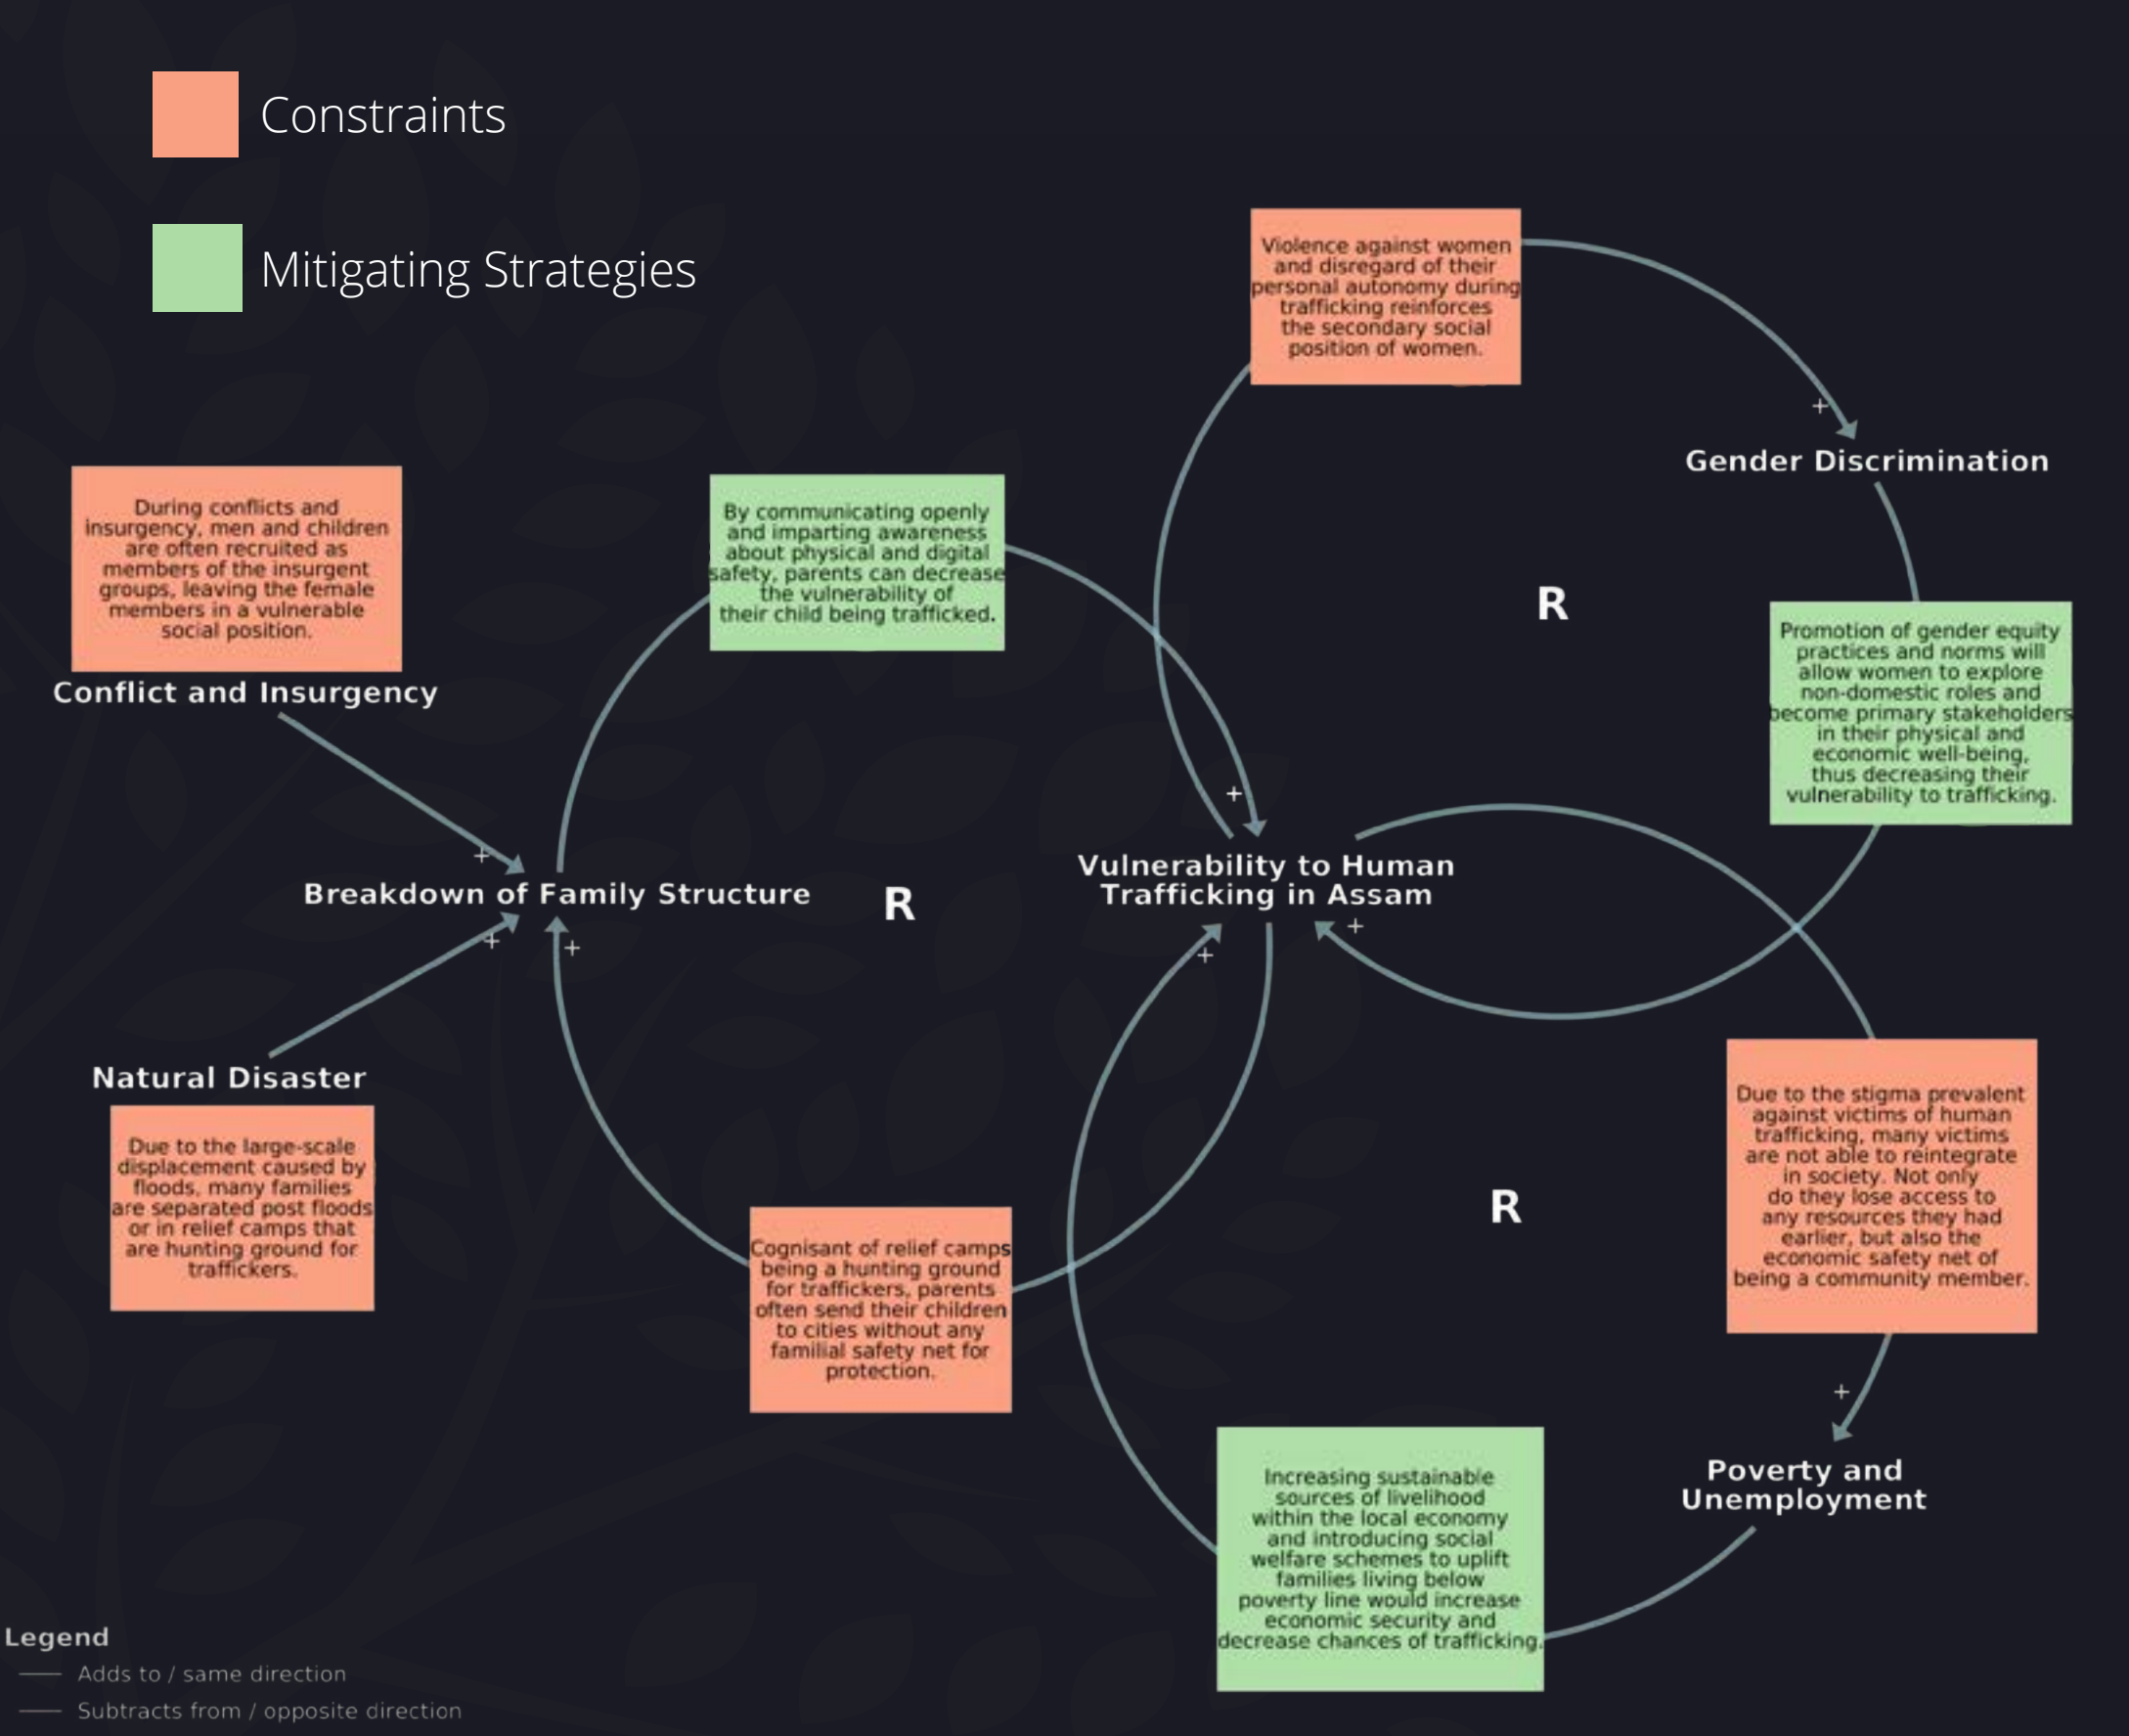 Constraints
Mitigating Strategies
Violence against women
and disregard of their
personal autonomy during
trafficking reinforces
the secondary social
position of women.
+
Gender Discrimination
During conflicts and
insurgency, men and children
are often recruited as
members of the insurgent
groups, leaving the female
members in a vulnerable
social position.
Conflict and Insurgency
By communicating openly
and imparting awareness
about physical and digital
safety, parents can decrease
the vulnerability of
their child being trafficked.
R
Promotion of gender equity
practices and norms will
allow women to explore
non-domestic roles and
become primary stakeholders
in their physical and
economic well-being,
thus decreasing their
vulnerability to trafficking.
+
+
Breakdown of Family Structure
R
Vulnerability to Human
Trafficking in Assam
+
+
+
+
Natural Disaster
Due to the large-scale
displacement caused by
floods, many families
are separated post floods
or in relief camps that
are hunting ground for
traffickers.
Cognisant of relief camps
being a hunting ground
for traffickers, parents
often send their children
to cities without any
familial safety net for
protection.
R
Due to the stigma prevalent
against victims of human
trafficking, many victims
are not able to reintegrate
in society. Not only
do they lose access to
any resources they had
earlier, but also the
economic safety net of
being a community member.
+
Poverty and
Unemployment
Increasing sustainable
sources of livelihood
within the local economy
and introducing social
welfare schemes to uplift
families living below
poverty line would increase
economic security and
decrease chances of trafficking.
Legend
Adds to / same direction
Subtracts from / opposite direction